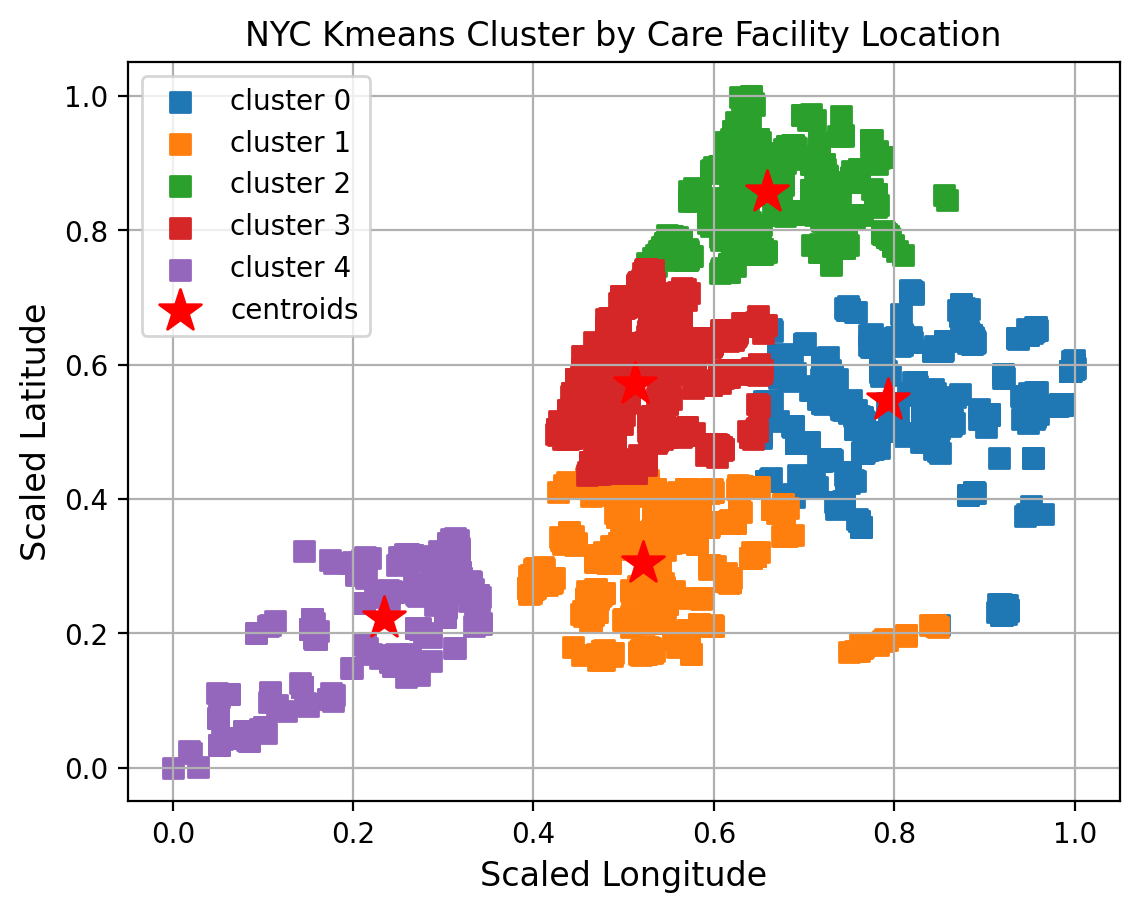 NYC Kmeans Cluster by Care Facility Location
cluster 0
cluster 1
cluster 2
cluster 3
cluster 4
centroids
1.0
0.8
0.6
0.4
0.2
0.0
Scaled Latitude
0.0 0.2 0.4 0.6 0.8 1.0
Scaled Longitude